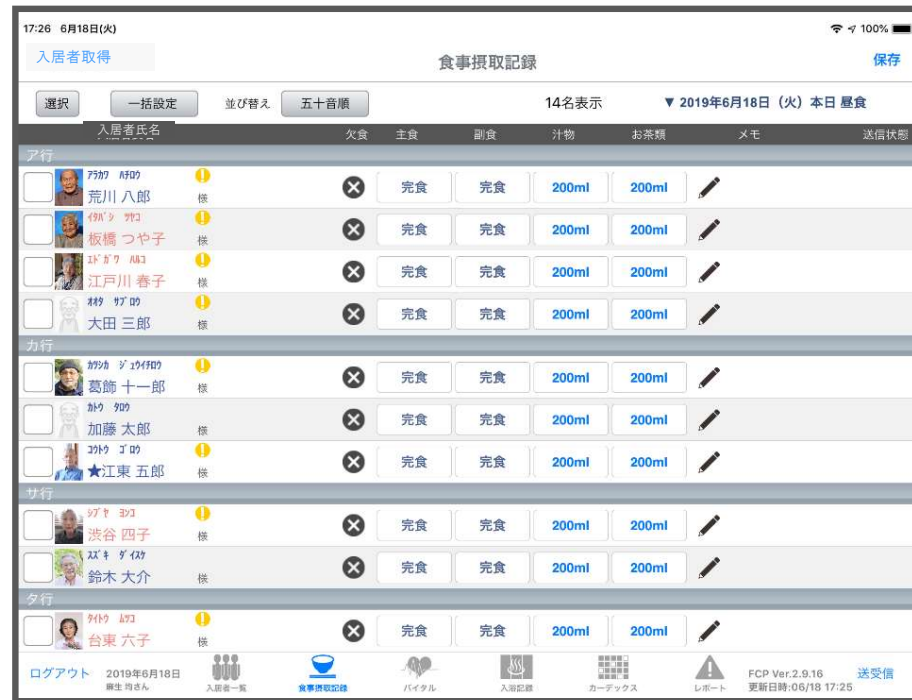 17:26 6月18日(火) 100%
入居者取得 食事摂取記録 保存
選択 一括設定 並び替え 五十音順 14名表示 ▼ 2019年6月18日（火）本日 昼食
入居者氏名 欠食 主食 副食 汁物 お茶類 メモ 送信状態
ア行
ｱﾗｶﾜ ﾊﾁﾛｳ
荒川 八郎 様 完食 完食 200ml 200ml
ｲﾀﾊﾞｼ ﾂﾔｺ
板橋 つや子 様 完食 完食 200ml 200ml
ｴﾄﾞｶﾞﾜ ﾊﾙｺ
江戸川 春子 様 完食 完食 200ml 200ml
ｵｵﾀ ｻﾌﾞﾛｳ
大田 三郎 様 完食 完食 200ml 200ml
カ行
ｶﾂｼｶ ｼﾞｭｳｲﾁﾛｳ
葛飾 十一郎 様 完食 完食 200ml 200ml
ｶﾄｳ ﾀﾛｳ
加藤 太郎 様 完食 完食 200ml 200ml
ｺｳﾄｳ ｺﾞﾛｳ
★江東 五郎 様 完食 完食 200ml 200ml
サ行
ｼﾌﾞﾔ ﾖﾝｺ
渋谷 四子 様 完食 完食 200ml 200ml
ｽｽﾞｷ ﾀﾞｲｽｹ
鈴木 大介 様 完食 完食 200ml 200ml
タ行
ﾀｲﾄｳ ﾑﾂｺ
台東 六子 様 完食 完食 200ml 200ml
ログアウト 2019年6月18日 FCP Ver.2.9.16 送受信
麻生 均さん 入居者一覧 食事摂取記録 バイタル 入浴記録 カーデックス レポート 更新日時:06/18 17:25